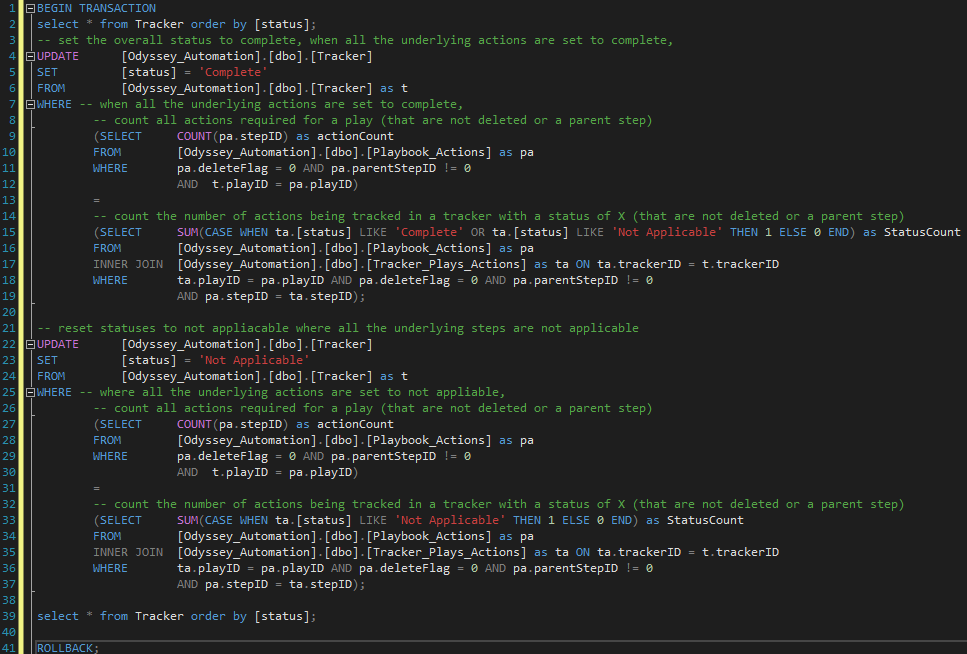 1 BEGIN TRANSACTION
2 select * from Tracker order by [status];
3 -- set the overall status to complete, when all the underlying actions are set to complete,
4 UPDATE [Odyssey_Automation].[dbo].[Tracker]
5 SET [status] = 'Complete'
6 FROM [Odyssey_Automation].[dbo].[Tracker] as t
7 WHERE -- when all the underlying actions are set to complete,
8 -- count all actions required for a play (that are not deleted or a parent step)
9 (SELECT COUNT(pa.stepID) as actionCount
10 FROM [Odyssey_Automation].[dbo].[Playbook_Actions] as pa
11 WHERE pa.deleteFlag = 0 AND pa.parentStepID != 0
12 AND t.playID = pa.playID)
13 =
14 -- count the number of actions being tracked in a tracker with a status of X (that are not deleted or a parent step)
15 (SELECT SUM(CASE WHEN ta.[status] LIKE 'Complete' OR ta.[status] LIKE 'Not Applicable' THEN 1 ELSE 0 END) as StatusCount
16 FROM [Odyssey_Automation].[dbo].[Playbook_Actions] as pa
17 INNER JOIN [Odyssey_Automation].[dbo].[Tracker_Plays_Actions] as ta ON ta.trackerID = t.trackerID
18 WHERE ta.playID = pa.playID AND pa.deleteFlag = 0 AND pa.parentStepID != 0
19 AND pa.stepID = ta.stepID);
20
21 -- reset statuses to not appliacable where all the underlying steps are not applicable
22 UPDATE [Odyssey_Automation].[dbo].[Tracker]
23 SET [status] = 'Not Applicable'
24 FROM [Odyssey_Automation].[dbo].[Tracker] as t
25 WHERE -- where all the underlying actions are set to not appliable,
26 -- count all actions required for a play (that are not deleted or a parent step)
27 (SELECT COUNT(pa.stepID) as actionCount
28 FROM [Odyssey_Automation].[dbo].[Playbook_Actions] as pa
29 WHERE pa.deleteFlag = 0 AND pa.parentStepID != 0
30 AND t.playID = pa.playID)
31 =
32 -- count the number of actions being tracked in a tracker with a status of X (that are not deleted or a parent step)
33 (SELECT SUM(CASE WHEN ta.[status] LIKE 'Not Applicable' THEN 1 ELSE 0 END) as StatusCount
34 FROM [Odyssey_Automation].[dbo].[Playbook_Actions] as pa
35 INNER JOIN [Odyssey_Automation].[dbo].[Tracker_Plays_Actions] as ta ON ta.trackerID = t.trackerID
36 WHERE ta.playID = pa.playID AND pa.deleteFlag = 0 AND pa.parentStepID != 0
37 AND pa.stepID = ta.stepID);
38
39 select * from Tracker order by [status];
40
41 ROLLBACK;